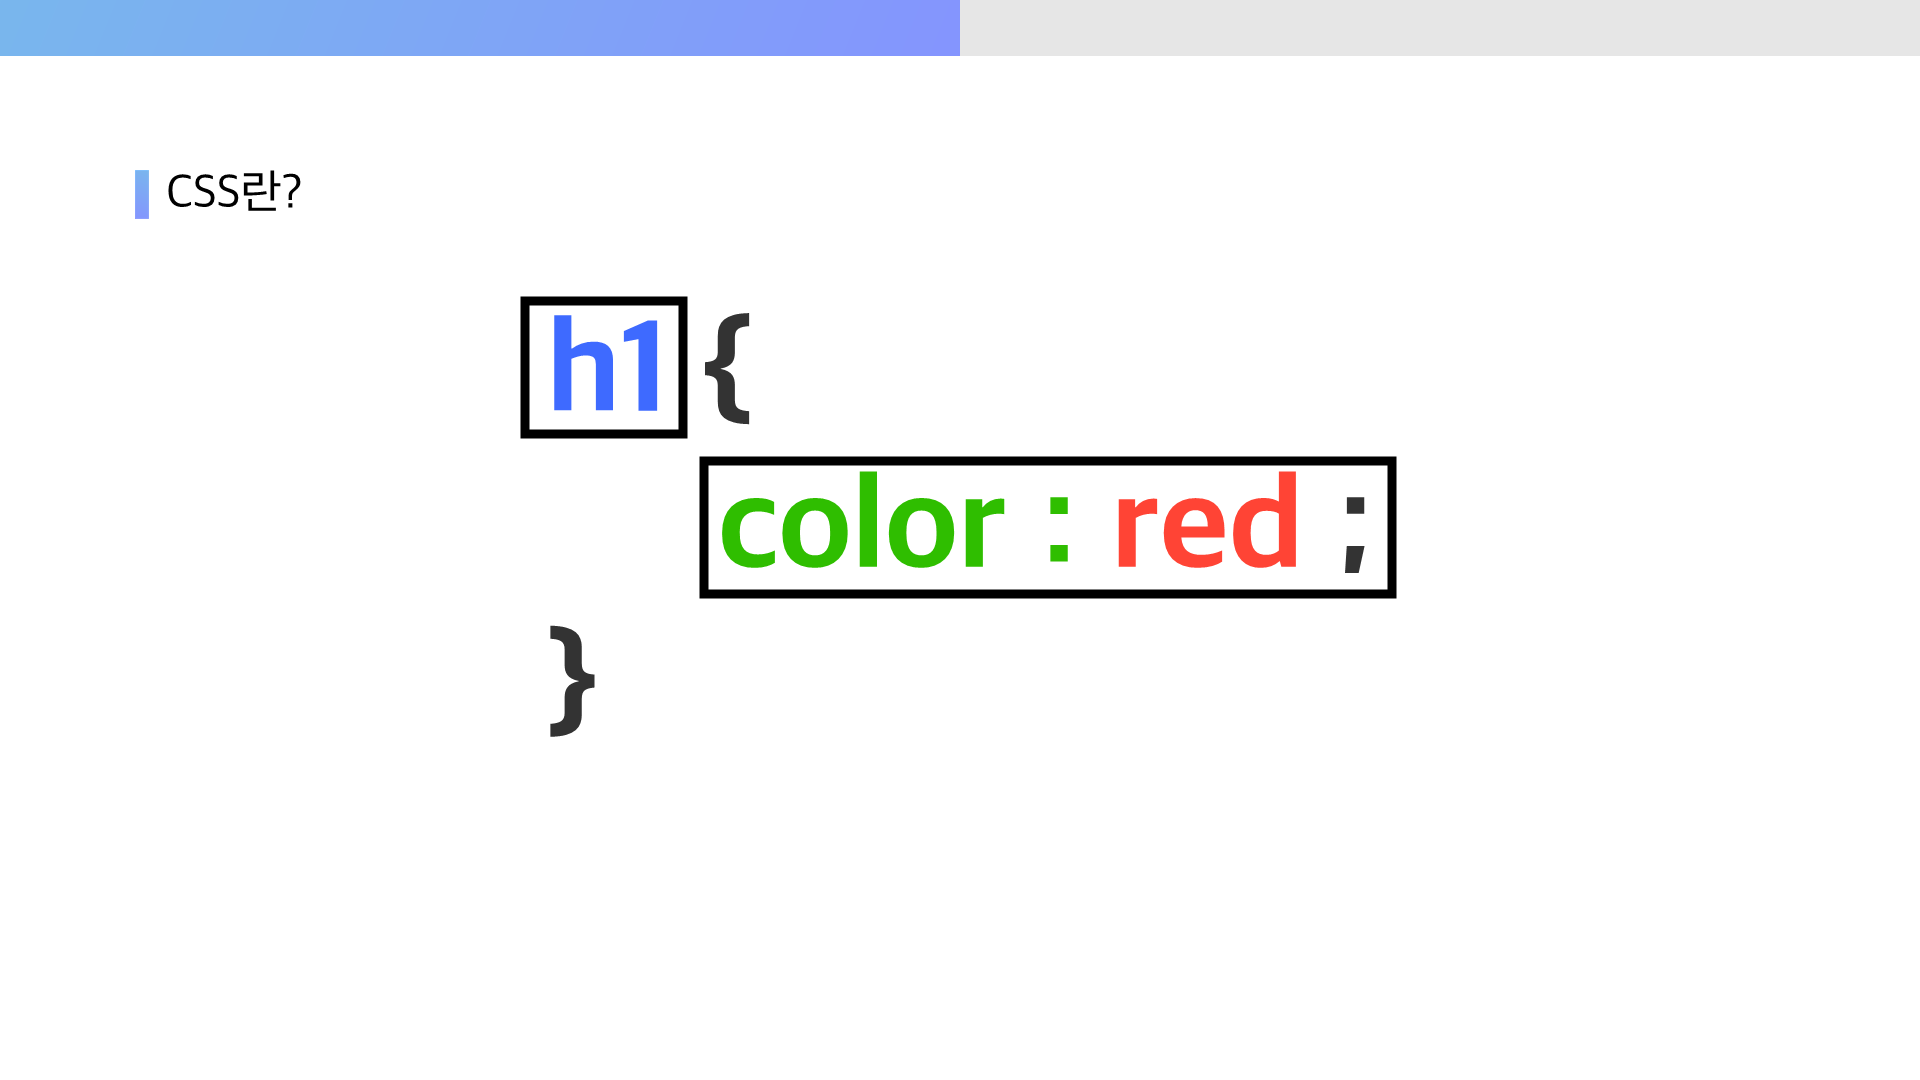 CSS란?
h1 {
color : red ;
}